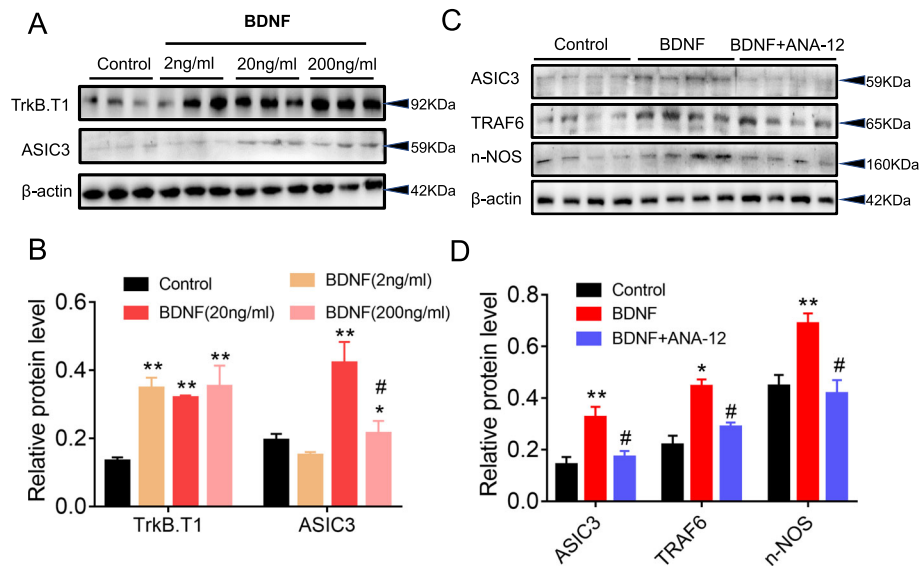 A
BDNF
Control 2ng/ml 20ng/ml 200ng/ml
TrkB.T1 92KDa
ASIC3 59KDa
β-actin 42KDa
B
Control
BDNF(2ng/ml)
BDNF(20ng/ml)
BDNF(200ng/ml)
Relative protein level
0.6
0.4
0.2
0.0
** ** **
**
#
*
TrkB.T1 ASIC3
C
Control BDNF BDNF+ANA-12
ASIC3 59KDa
TRAF6 65KDa
n-NOS 160KDa
β-actin 42KDa
D
Control
BDNF
BDNF+ANA-12
Relative protein level
0.8
0.6
0.4
0.2
0.0
** #
* #
** #
ASIC3 TRAF6 n-NOS